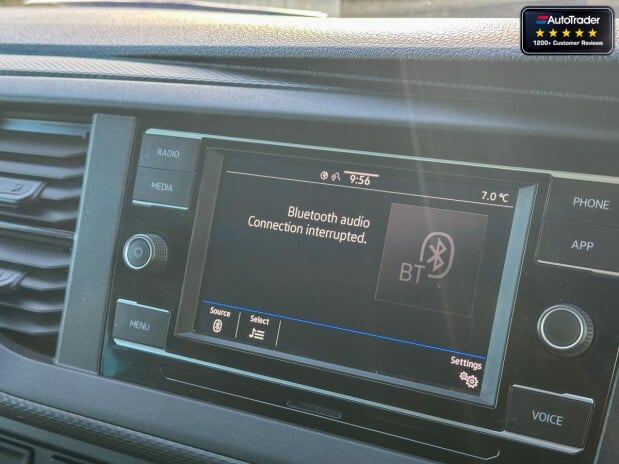 AutoTrader
1200+ Customer Reviews
RADIO
MEDIA
MENU
9:56
7.0 °C
Bluetooth audio
Connection interrupted.
BT
Source
Select
Settings
PHONE
APP
VOICE